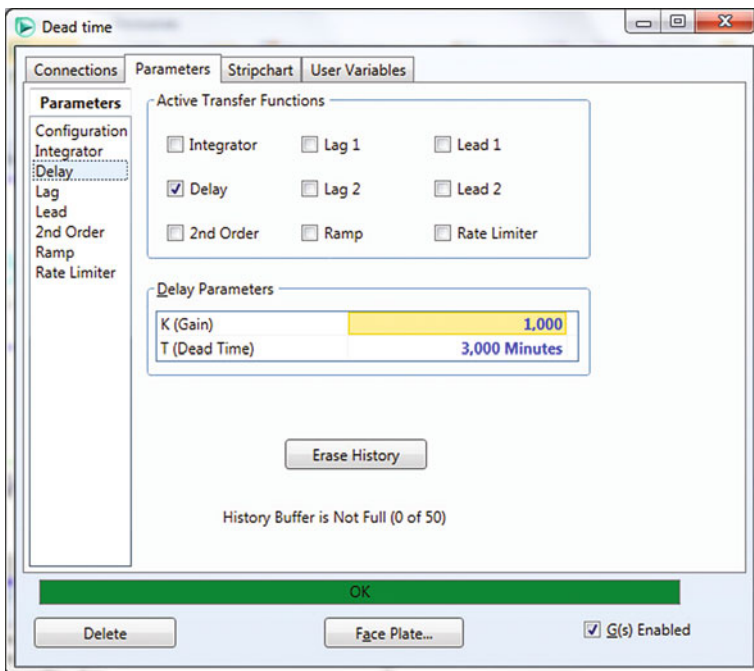 Dead time
Connections Parameters Stripchart User Variables
Parameters
Configuration
Integrator
Delay
Lag
Lead
2nd Order
Ramp
Rate Limiter
Active Transfer Functions
Integrator Lag 1 Lead 1
Delay Lag 2 Lead 2
2nd Order Ramp Rate Limiter
Delay Parameters
K (Gain) 1,000
T (Dead Time) 3,000 Minutes
Erase History
History Buffer is Not Full (0 of 50)
OK
Delete Face Plate... G(s) Enabled